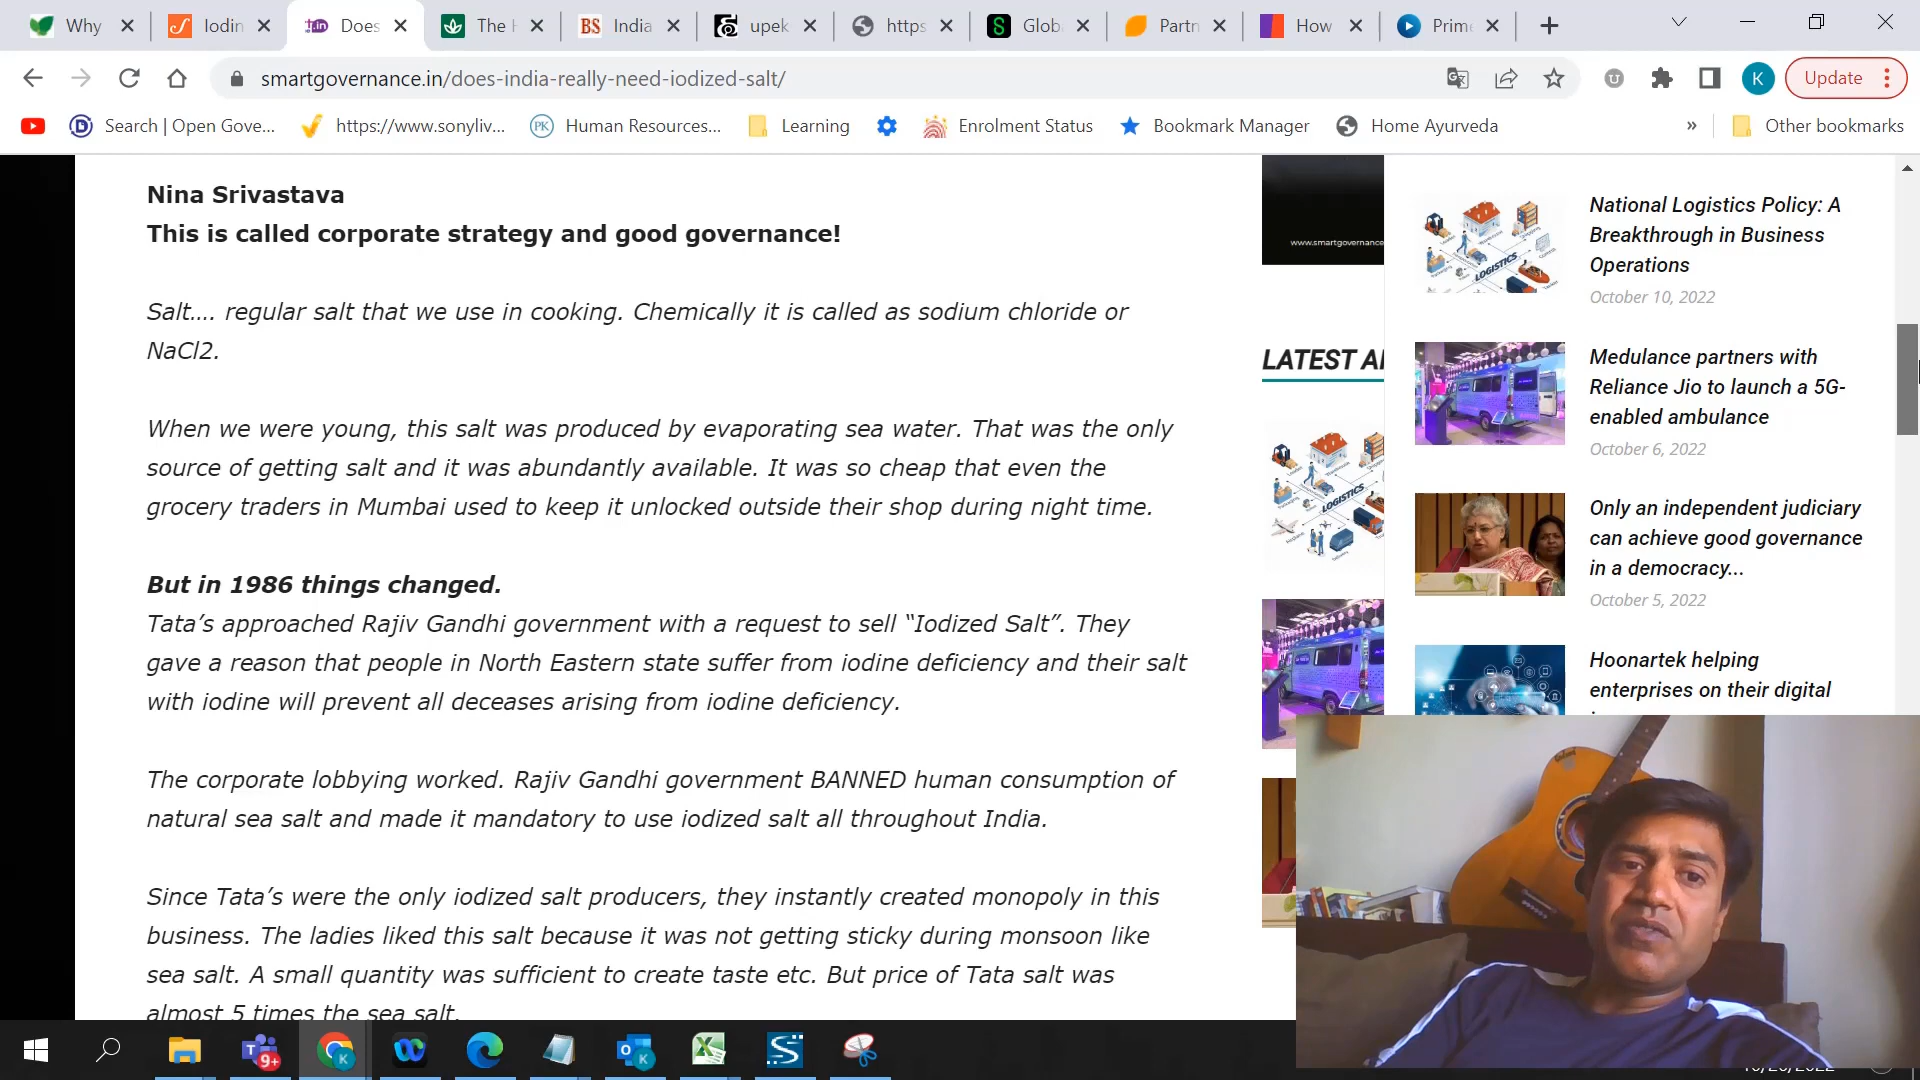 Why
Iodin
Does
The H
BS
India
upek
https
Glob
Partn
How
Prim
smartgovernance.in/does-india-really-need-iodized-salt/
K
Update
Search | Open Gove...
https://www.sonyliv...
PK
Human Resources...
Learning
Enrolment Status
Bookmark Manager
Home Ayurveda
»
Other bookmarks
Nina Srivastava
This is called corporate strategy and good governance!
Salt.... regular salt that we use in cooking. Chemically it is called as sodium chloride or
NaCl2.
When we were young, this salt was produced by evaporating sea water. That was the only
source of getting salt and it was abundantly available. It was so cheap that even the
grocery traders in Mumbai used to keep it unlocked outside their shop during night time.
But in 1986 things changed.
Tata’s approached Rajiv Gandhi government with a request to sell “Iodized Salt”. They
gave a reason that people in North Eastern state suffer from iodine deficiency and their salt
with iodine will prevent all deceases arising from iodine deficiency.
The corporate lobbying worked. Rajiv Gandhi government BANNED human consumption of
natural sea salt and made it mandatory to use iodized salt all throughout India.
Since Tata’s were the only iodized salt producers, they instantly created monopoly in this
business. The ladies liked this salt because it was not getting sticky during monsoon like
sea salt. A small quantity was sufficient to create taste etc. But price of Tata salt was
almost 5 times the sea salt.
www.smartgovernance
LATEST A
LOGISTICS
National Logistics Policy: A
Breakthrough in Business
Operations
October 10, 2022
LOGISTICS
Medulance partners with
Reliance Jio to launch a 5G-
enabled ambulance
October 6, 2022
Only an independent judiciary
can achieve good governance
in a democracy...
October 5, 2022
Hoonartek helping
enterprises on their digital
9+
K
K